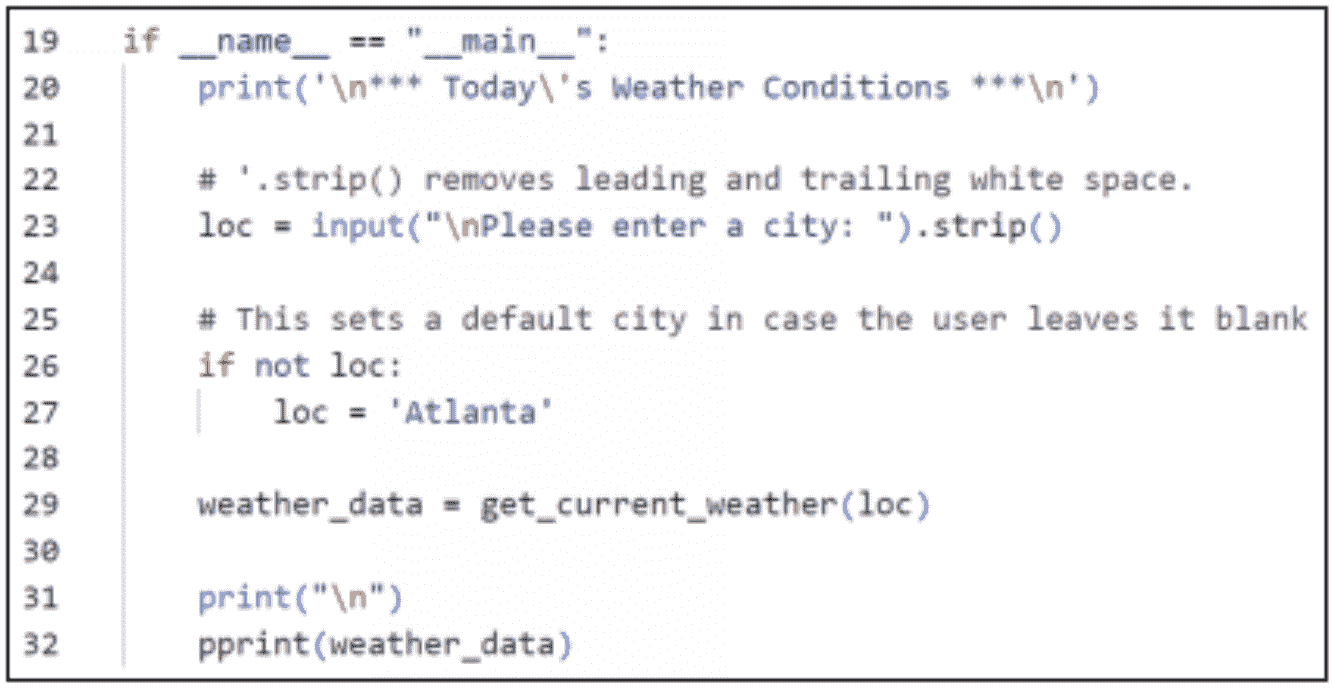 19 if __name__ == "__main__":
20 print('\n*** Today\'s Weather Conditions ***\n')
21
22 # '.strip() removes leading and trailing white space.
23 loc = input("\nPlease enter a city: ").strip()
24
25 # This sets a default city in case the user leaves it blank
26 if not loc:
27 loc = 'Atlanta'
28
29 weather_data = get_current_weather(loc)
30
31 print("\n")
32 pprint(weather_data)